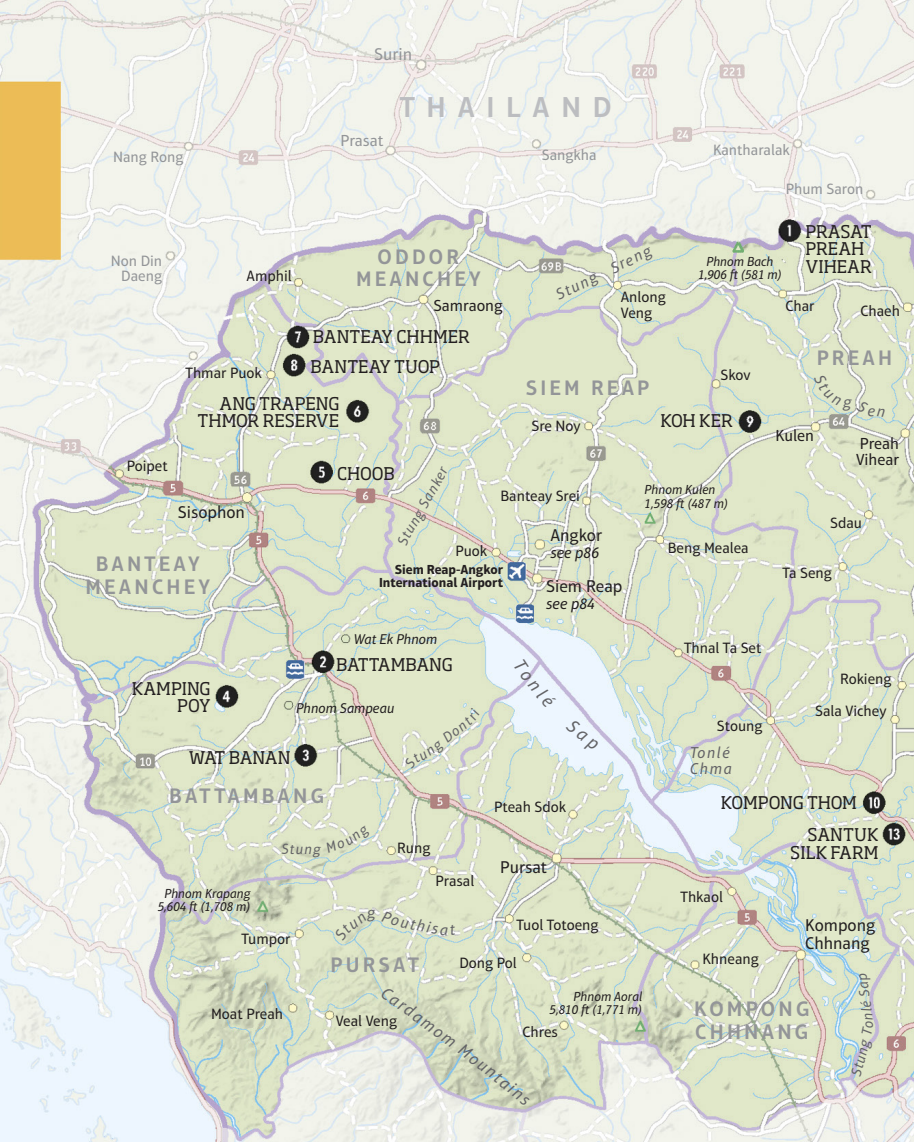 Surin
220
221
THAILAND
24
Prasat
Kantharalak
Nang Rong
24
Sangkha
Phum Saron
1 PRASAT
PREAH
VIHEAR
Non Din
Daeng
ODDOR
MEANCHEY
69B
Stung Sreng
Phnom Bach
1,906 ft (581 m)
Amphil
Samraong
Anlong
Veng
Char
Chaeh
7 BANTEAY CHHMER
8 BANTEAY TUOP
Thmar Puok
PREAH
SIEM REAP
Skov
Stung Sen
ANG TRAPENG
THMOR RESERVE 6
68
Sre Noy
KOH KER 9
64
Kulen
Preah
Vihear
33
67
Poipet
5 CHOOB
5
56
6
Stung Sanker
Banteay Srei
Phnom Kulen
1,598 ft (487 m)
Sisophon
Sdau
5
Angkor
see p86
Puok
Beng Mealea
BANTEAY
MEANCHEY
Siem Reap-Angkor
International Airport
Siem Reap
see p84
Ta Seng
Wat Ek Phnom
2 BATTAMBANG
Thnal Ta Set
Tonlé Sap
6
Rokieng
KAMPING
POY 4
Phnom Sampeau
Sala Vichey
Stung Dontri
Stoung
10
WAT BANAN 3
Tonlé
Chma
BATTAMBANG
5
Pteah Sdok
KOMPONG THOM 10
SANTUK
SILK FARM 13
Stung Moung
Rung
Pursat
Prasal
Phnom Krapang
5,604 ft (1,708 m)
Thkaol
5
Stung Pouthisat
Tuol Totoeng
Kompong
Chhnang
Tumpor
PURSAT
Dong Pol
Khneang
Cardamom Mountains
Phnom Aoral
5,810 ft (1,771 m)
Stung Tonlé Sap
Moat Preah
Veal Veng
Chres
KOMPONG
CHHNANG
6